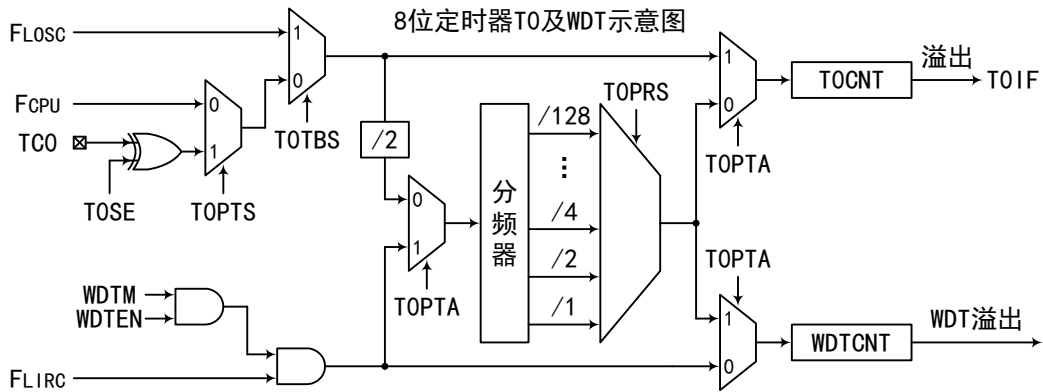 8位定时器T0及WDT示意图
FLOSC
1
0
T0TBS
FCPU
0
TC0
1
T0SE
T0PTS
/2
0
1
T0PTA
分频器
/128
⋮
/4
/2
/1
T0PRS
1
0
T0PTA
T0CNT
溢出
T0IF
WDTM
WDTEN
FLIRC
T0PTA
1
0
WDTCNT
WDT溢出